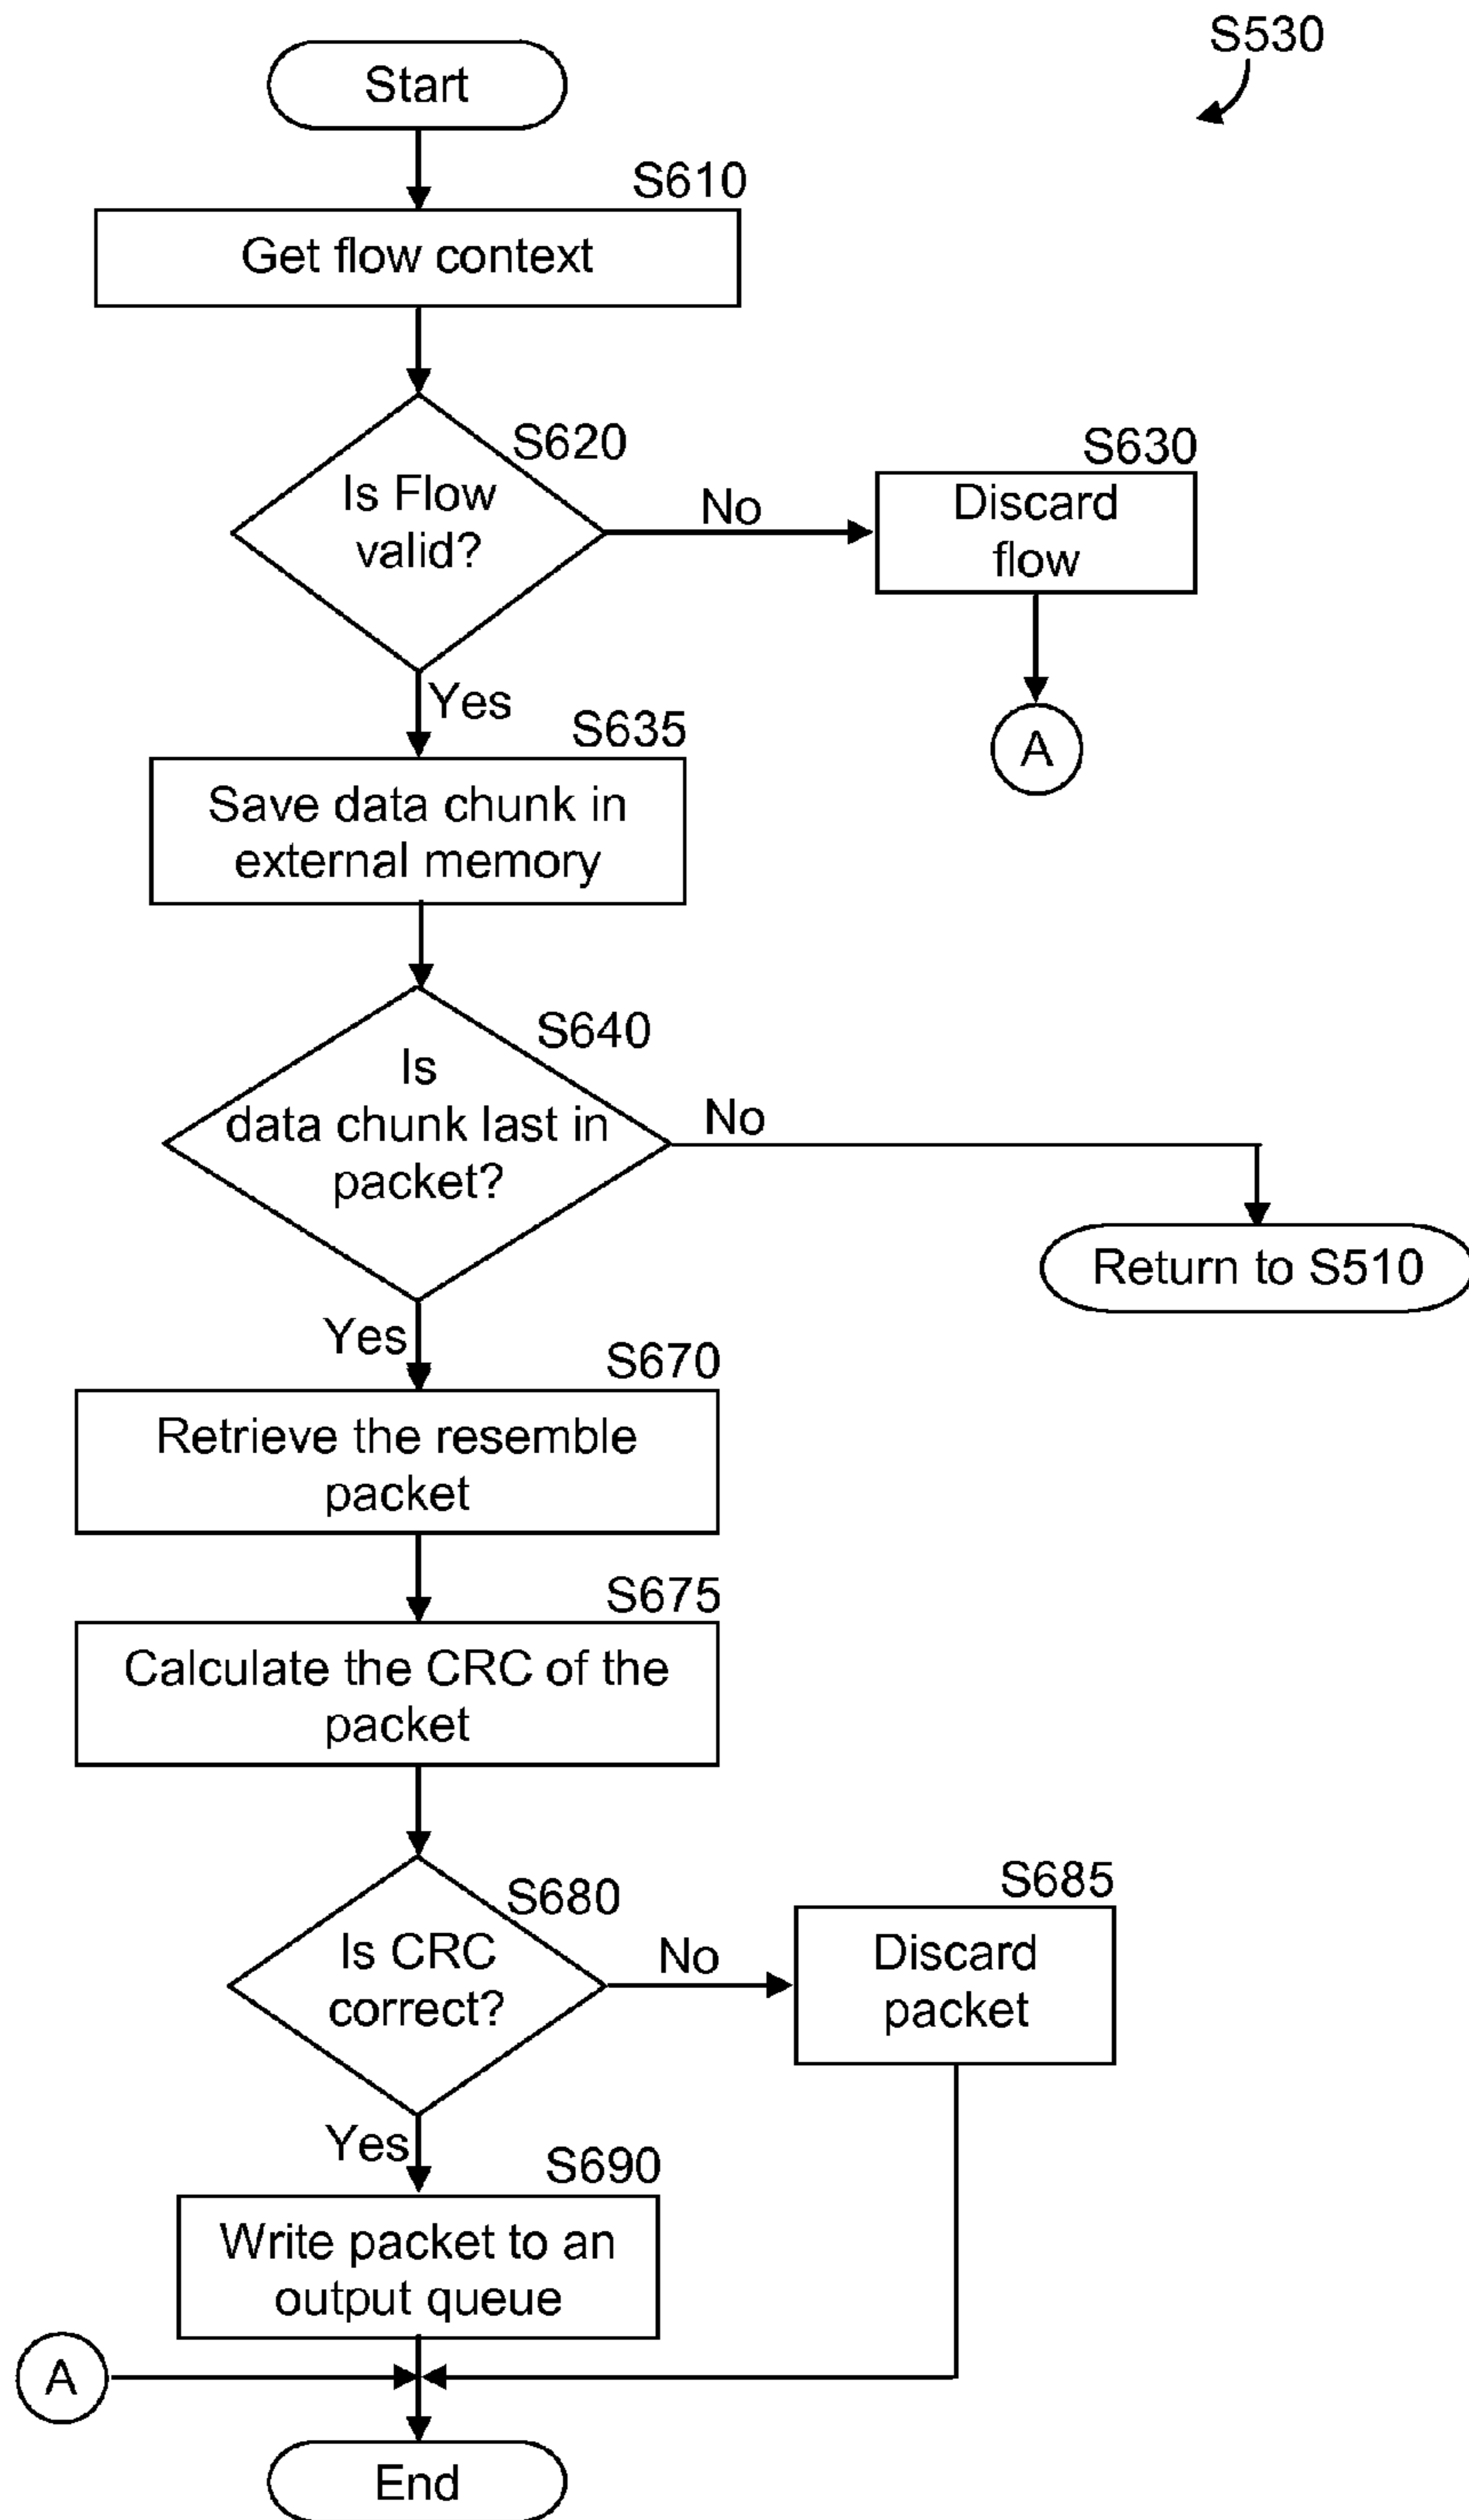 S530
Start
S610
Get flow context
S620
Is Flow
valid?
No
S630
Discard
flow
A
Yes
S635
Save data chunk in
external memory
S640
Is
data chunk last in
packet?
No
Return to S510
Yes
S670
Retrieve the resemble
packet
S675
Calculate the CRC of the
packet
S680
Is CRC
correct?
No
S685
Discard
packet
Yes
S690
Write packet to an
output queue
A
End